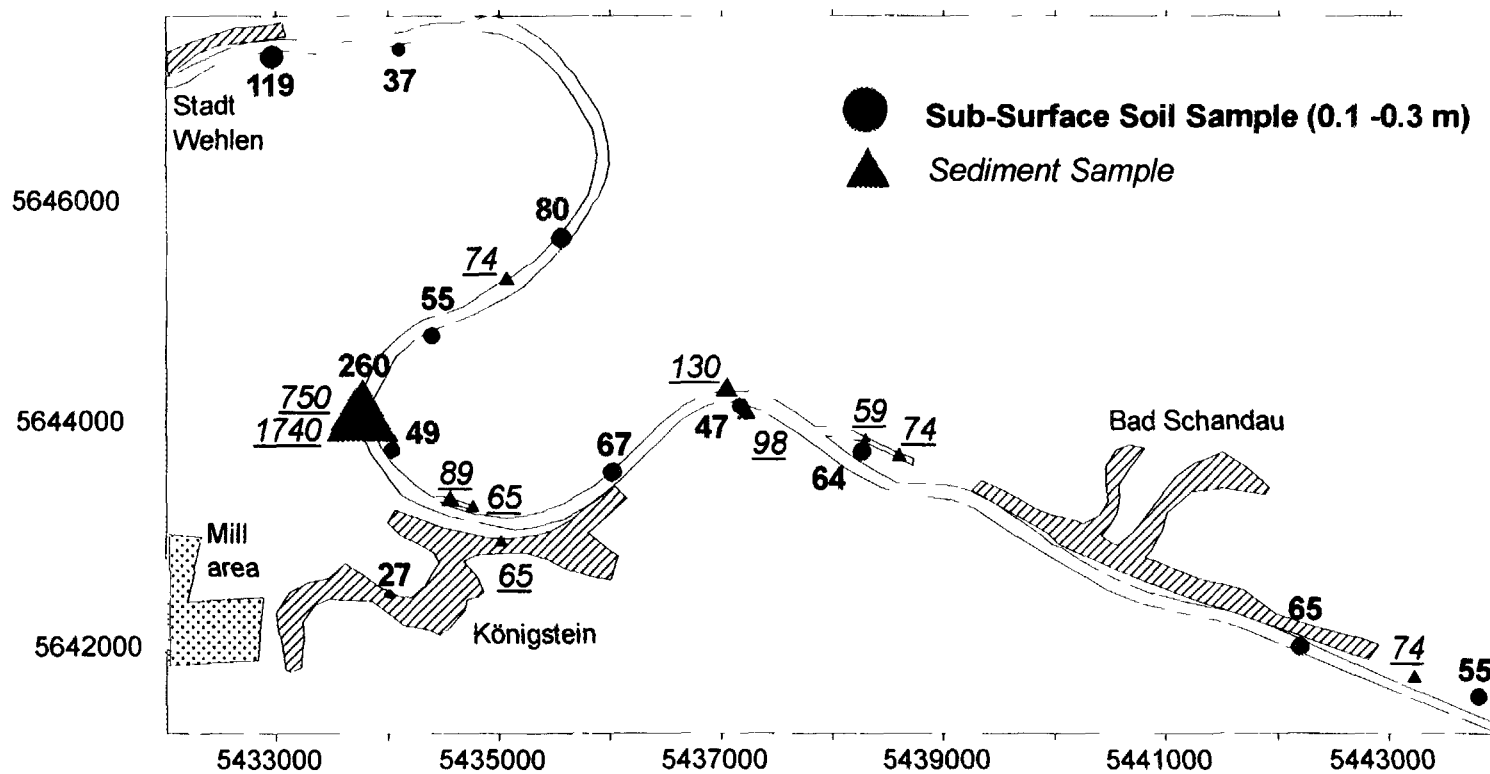 119
37
Stadt
Wehlen
Sub-Surface Soil Sample (0.1 -0.3 m)
Sediment Sample
5646000
80
74
55
260
750
1740
5644000
49
130
47
98
59
74
64
67
Bad Schandau
89
65
65
Mill
area
27
Königstein
5642000
65
74
55
5433000 5435000 5437000 5439000 5441000 5443000